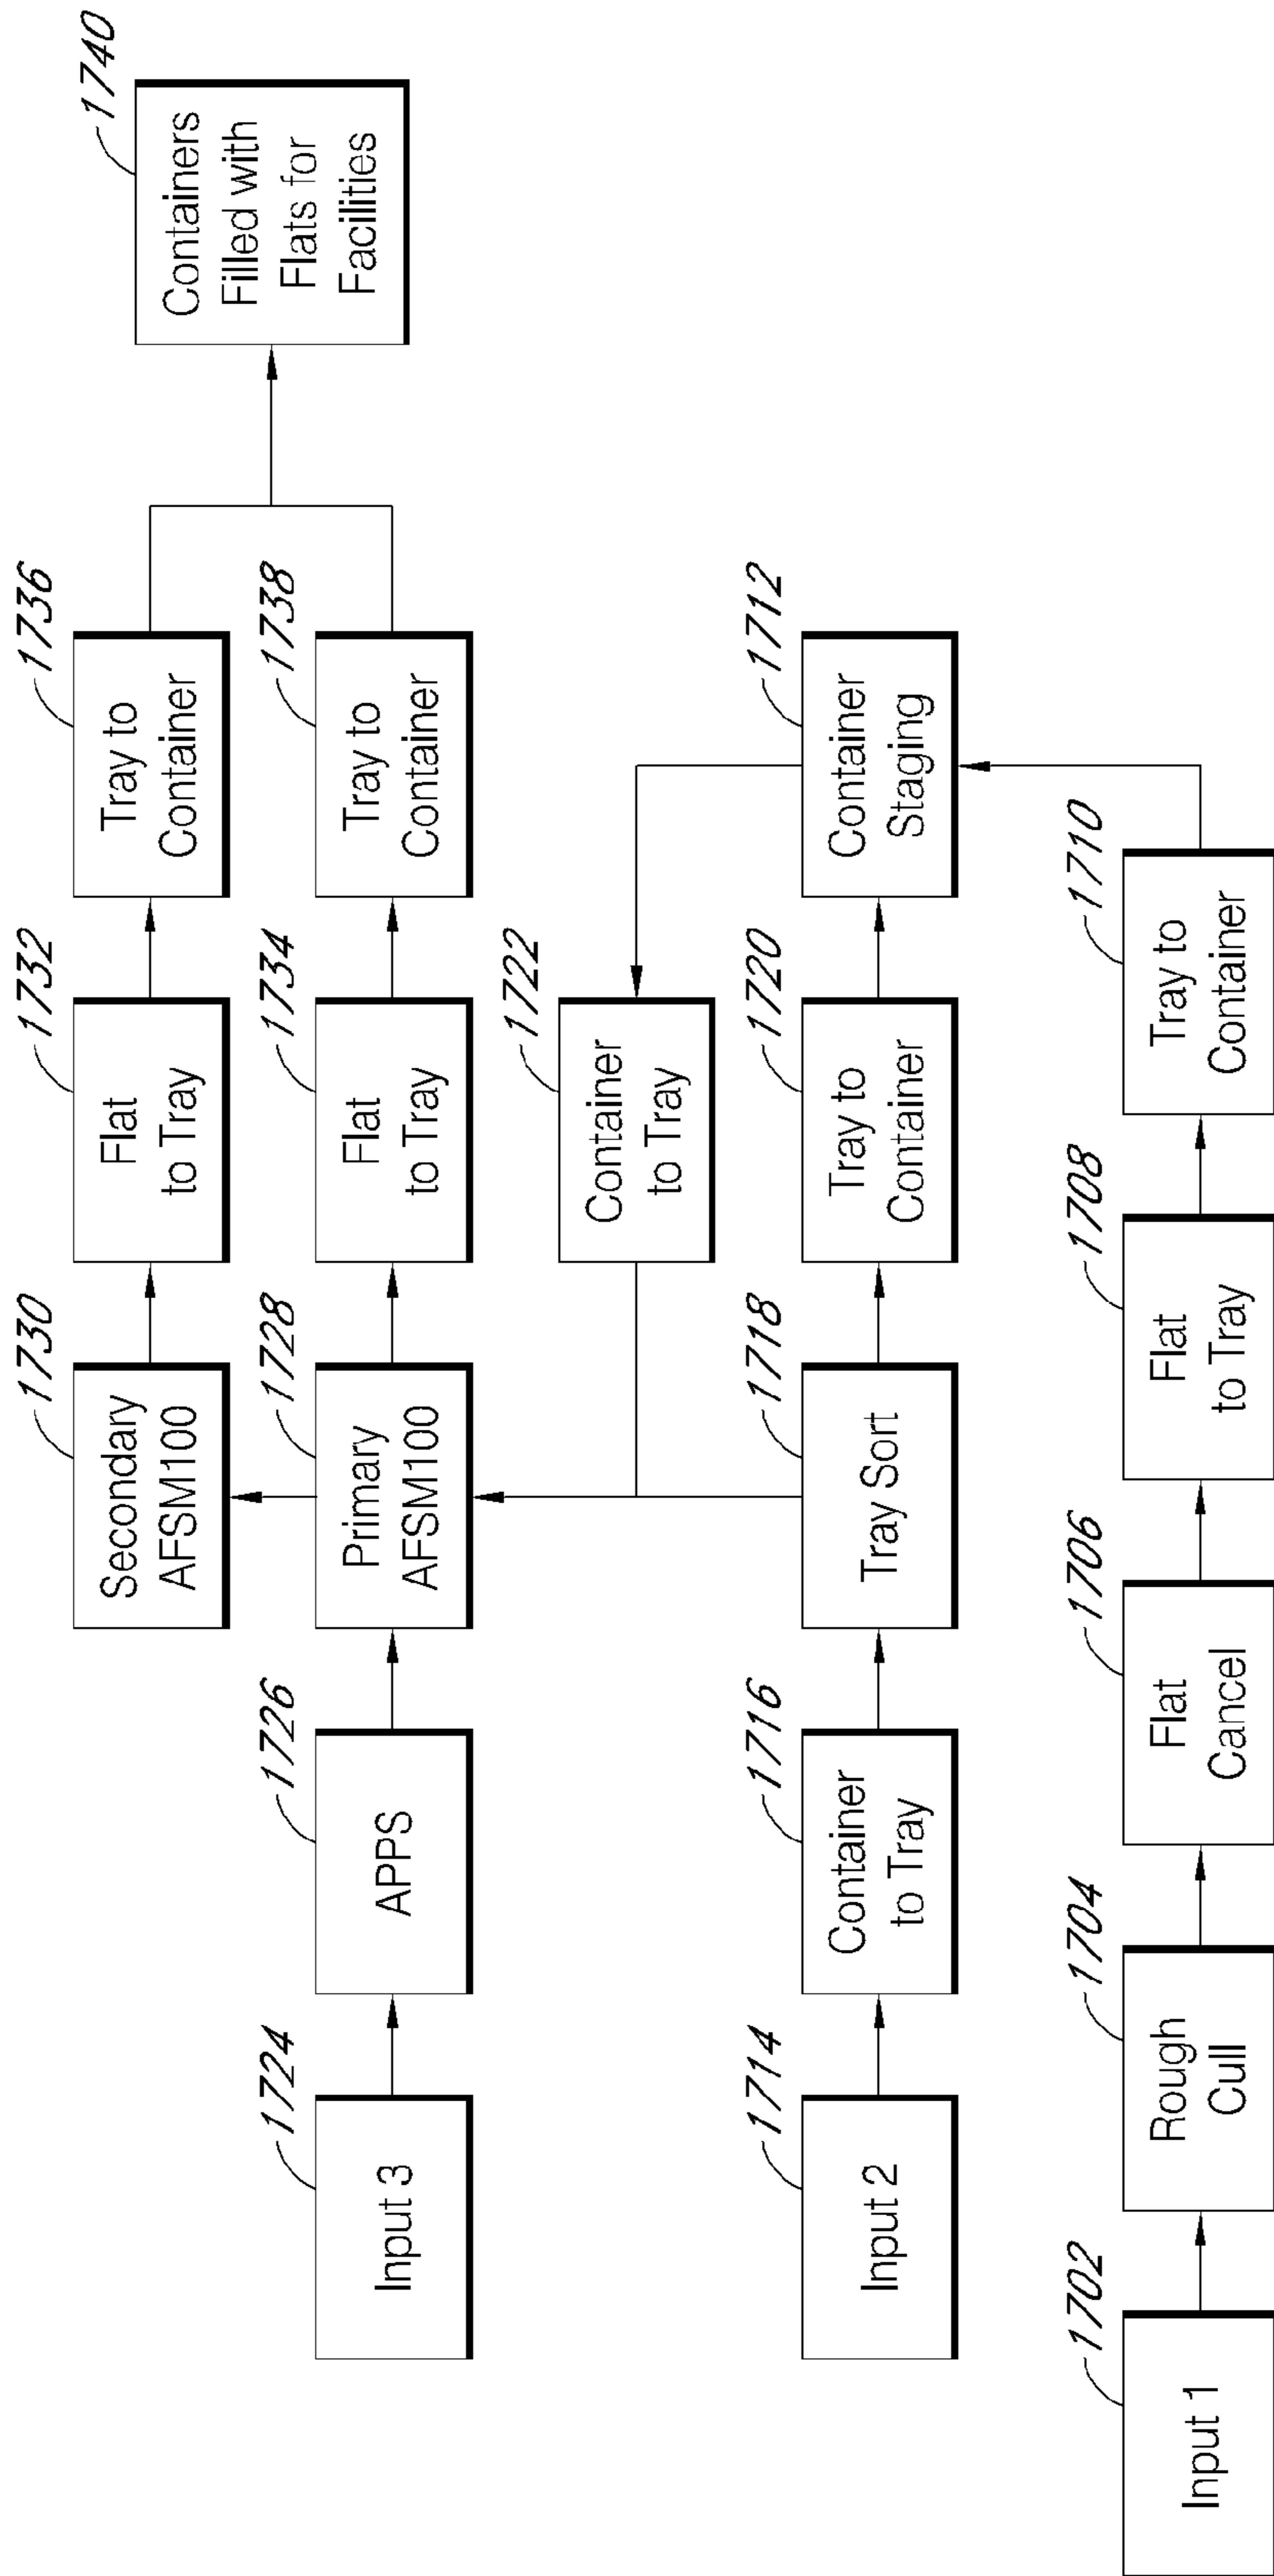 1740
Containers
Filled with
Flats for
Facilities
1730
Secondary
AFSM100
1732
Flat
to Tray
1736
Tray to
Container
1724
Input 3
1726
APPS
1728
Primary
AFSM100
1734
Flat
to Tray
1738
Tray to
Container
1722
Container
to Tray
1714
Input 2
1716
Container
to Tray
1718
Tray Sort
1720
Tray to
Container
1712
Container
Staging
1702
Input 1
1704
Rough
Cull
1706
Flat
Cancel
1708
Flat
to Tray
1710
Tray to
Container